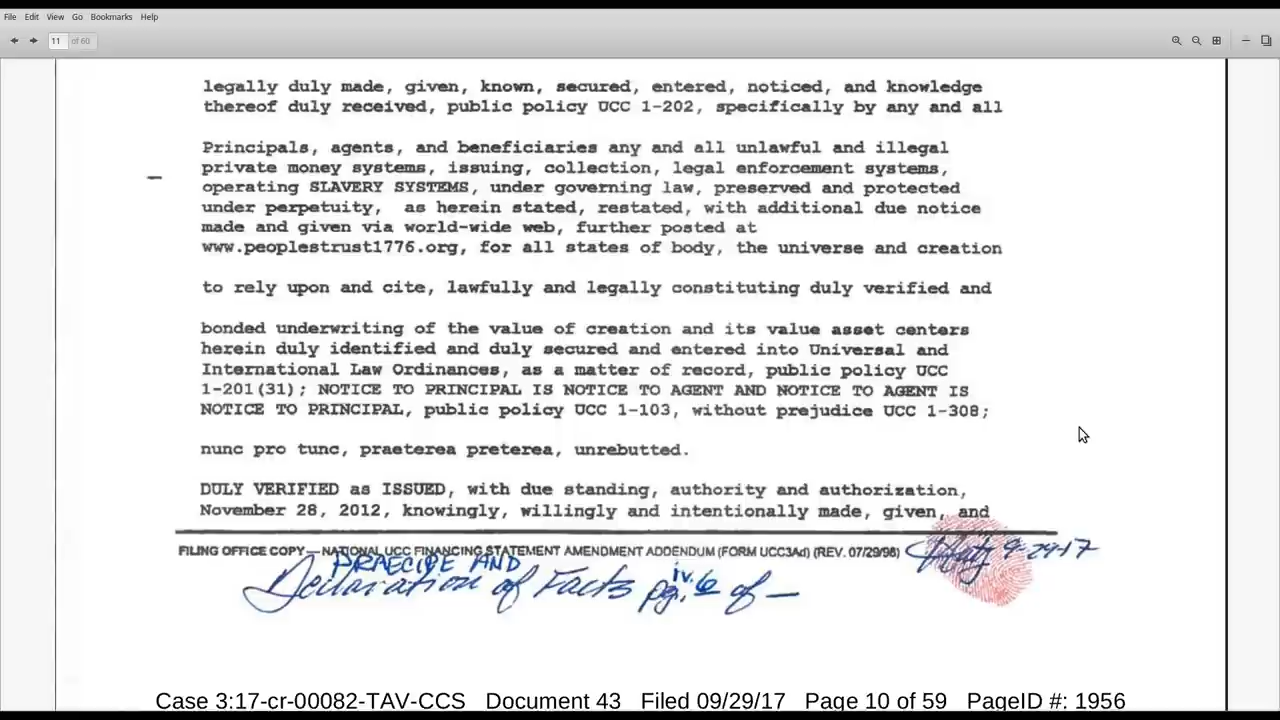 File Edit View Go Bookmarks Help
11 of 60
legally duly made, given, known, secured, entered, noticed, and knowledge
thereof duly received, public policy UCC 1-202, specifically by any and all
Principals, agents, and beneficiaries any and all unlawful and illegal
private money systems, issuing, collection, legal enforcement systems,
operating SLAVERY SYSTEMS, under governing law, preserved and protected
under perpetuity, as herein stated, restated, with additional due notice
made and given via world-wide web, further posted at
www.peoplestrust1776.org, for all states of body, the universe and creation
to rely upon and cite, lawfully and legally constituting duly verified and
bonded underwriting of the value of creation and its value asset centers
herein duly identified and duly secured and entered into Universal and
International Law Ordinances, as a matter of record, public policy UCC
1-201(31); NOTICE TO PRINCIPAL IS NOTICE TO AGENT AND NOTICE TO AGENT IS
NOTICE TO PRINCIPAL, public policy UCC 1-103, without prejudice UCC 1-308;
nunc pro tunc, praeterea preterea, unrebutted.
DULY VERIFIED as ISSUED, with due standing, authority and authorization,
November 28, 2012, knowingly, willingly and intentionally made, given, and
FILING OFFICE COPY — NATIONAL UCC FINANCING STATEMENT AMENDMENT ADDENDUM (FORM UCC3Ad) (REV. 07/29/98) 9-29-17
PRAECIPE AND
Declaration of Facts pg. iv.6 of —
Case 3:17-cr-00082-TAV-CCS Document 43 Filed 09/29/17 Page 10 of 59 PageID #: 1956